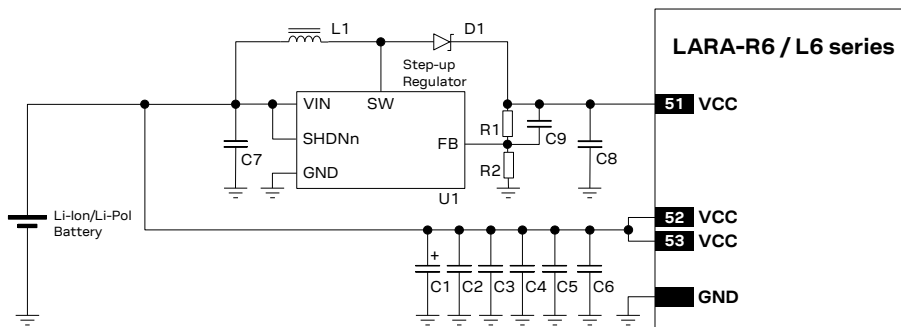 L1
D1
LARA-R6 / L6 series
Step-up
Regulator
VIN
SW
51 VCC
SHDNn
R1
C9
C7
FB
C8
GND
R2
U1
Li-Ion/Li-Pol
Battery
52 VCC
53 VCC
+
C1 C2 C3 C4 C5 C6
GND